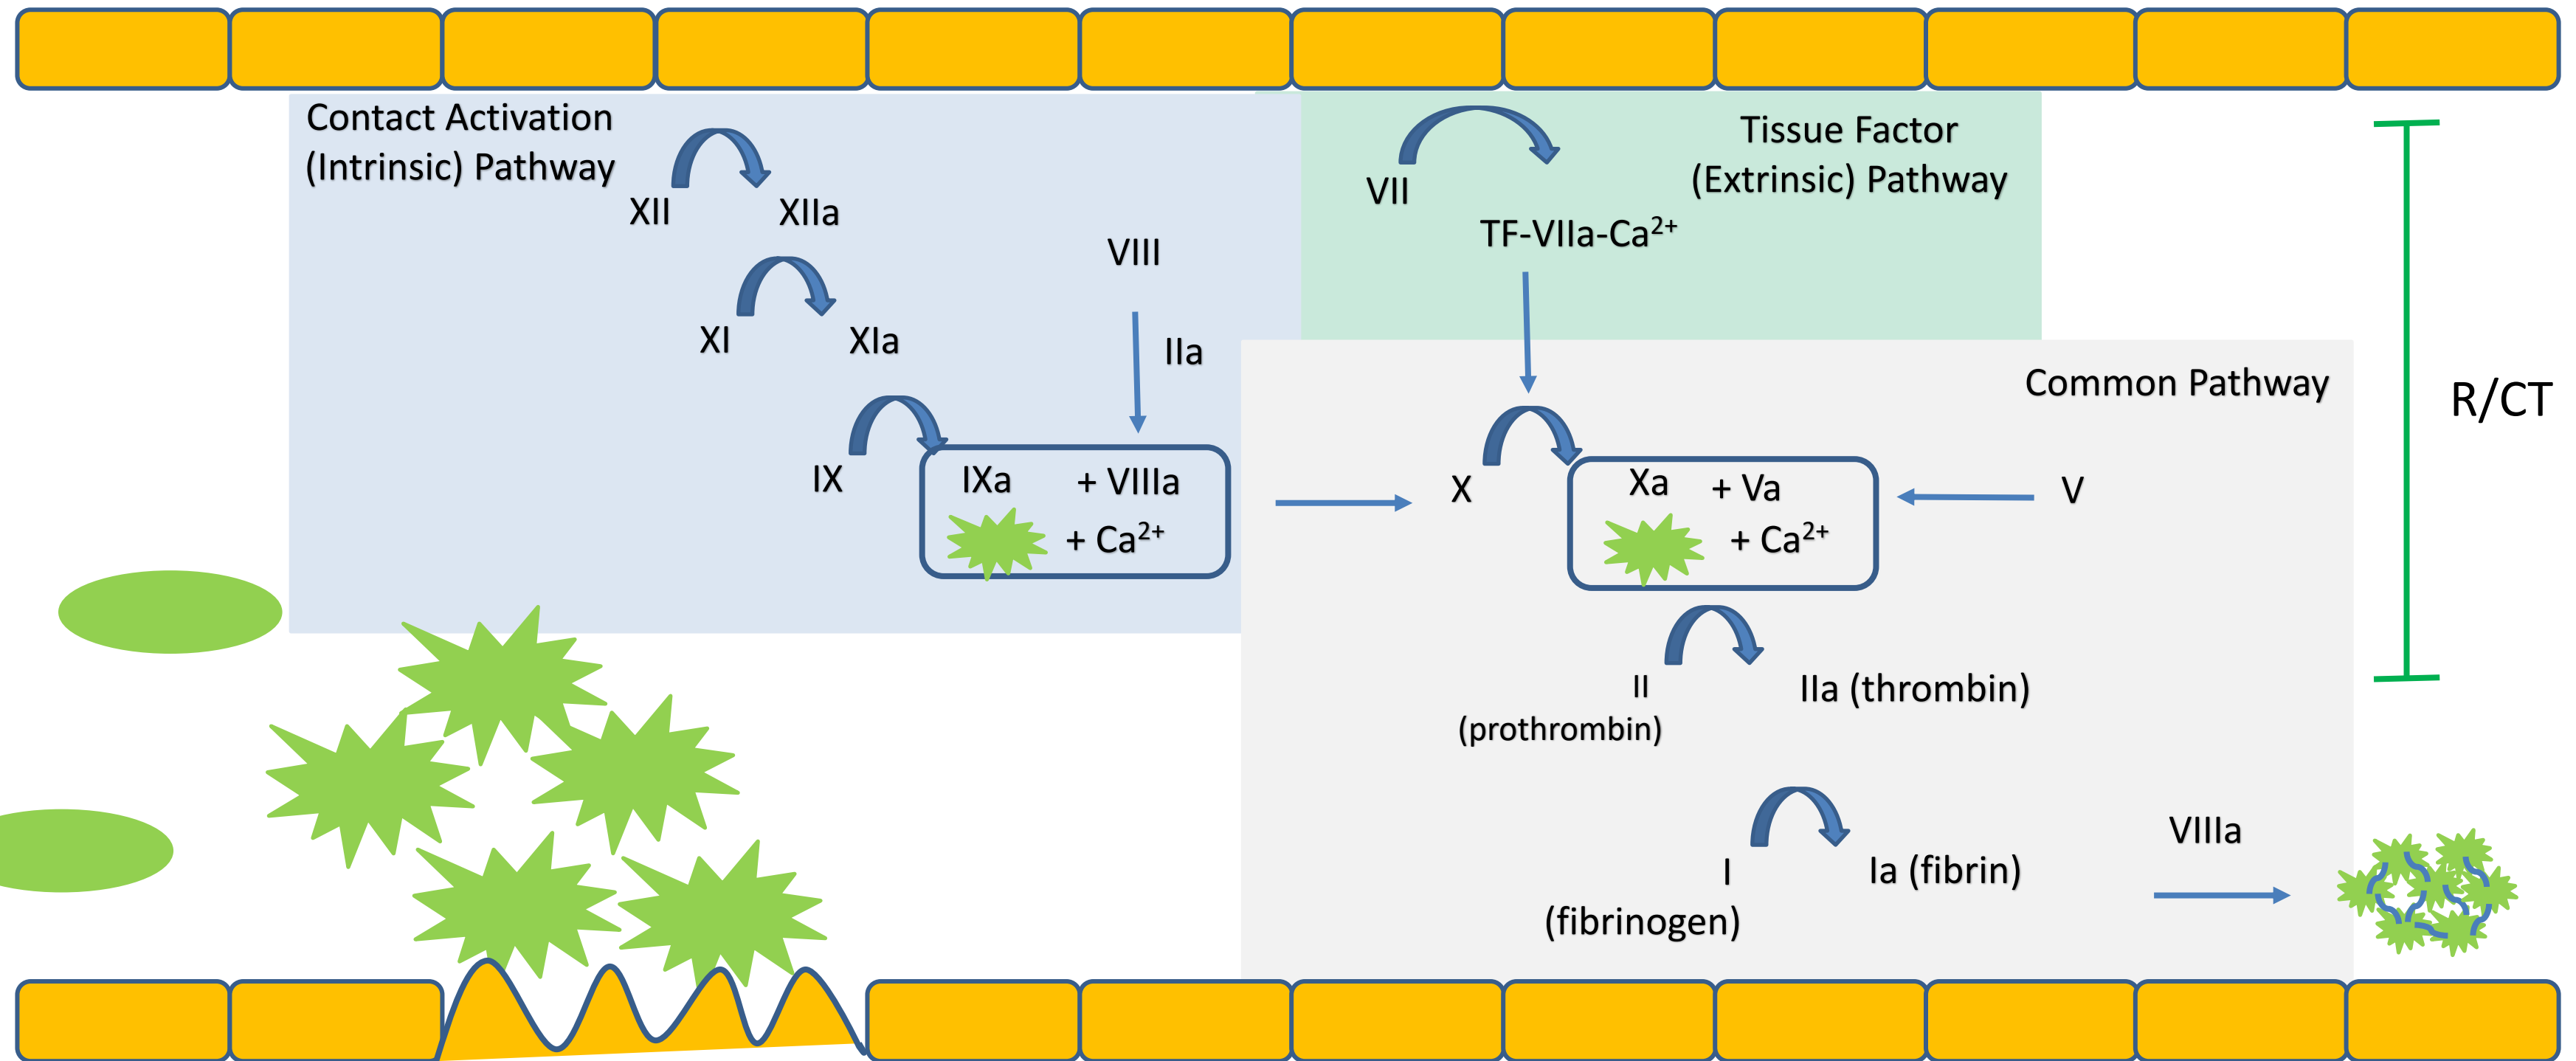 Contact Activation
(Intrinsic) Pathway
XII
XIIa
XI
XIa
VIII
IIa
IX
IXa + VIIIa
+ Ca²⁺
Tissue Factor
(Extrinsic) Pathway
VII
TF-VIIa-Ca²⁺
Common Pathway
X
Xa + Va
+ Ca²⁺
V
II
(prothrombin)
IIa (thrombin)
I
(fibrinogen)
Ia (fibrin)
VIIIa
R/CT